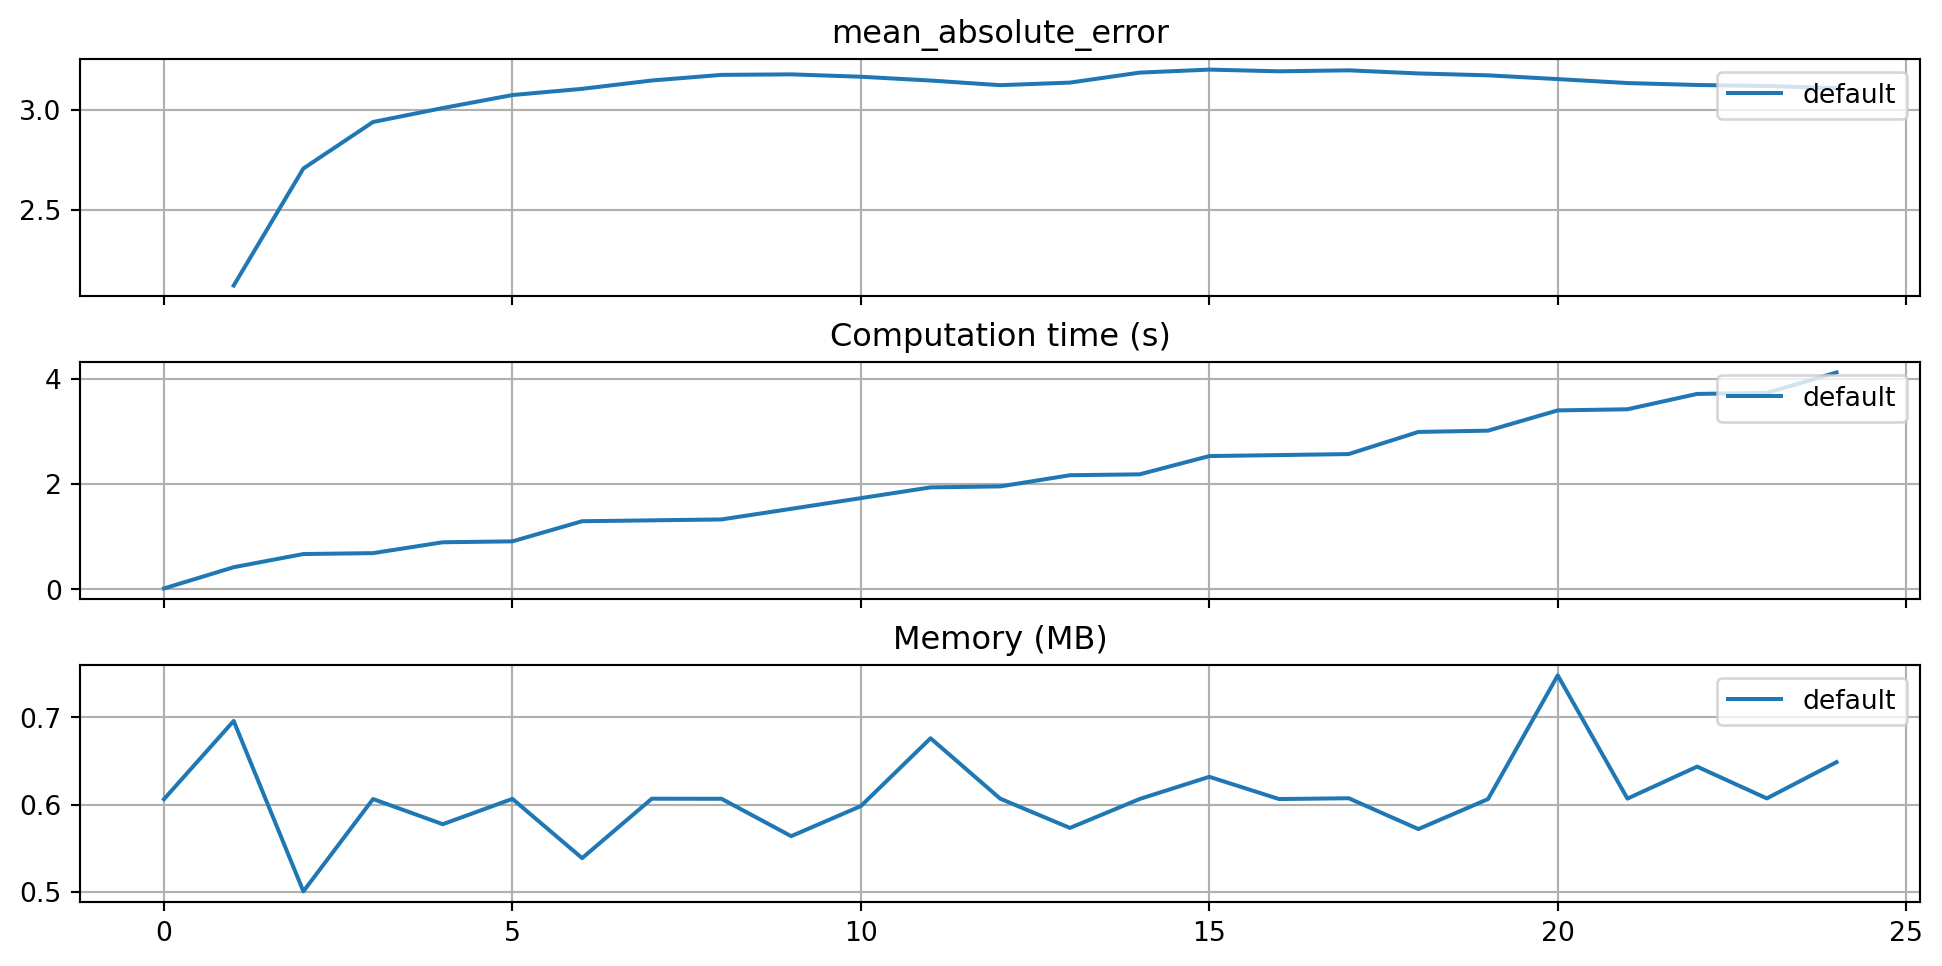 mean_absolute_error
3.0
2.5
default
Computation time (s)
4
2
0
default
Memory (MB)
0.7
0.6
0.5
default
0 5 10 15 20 25